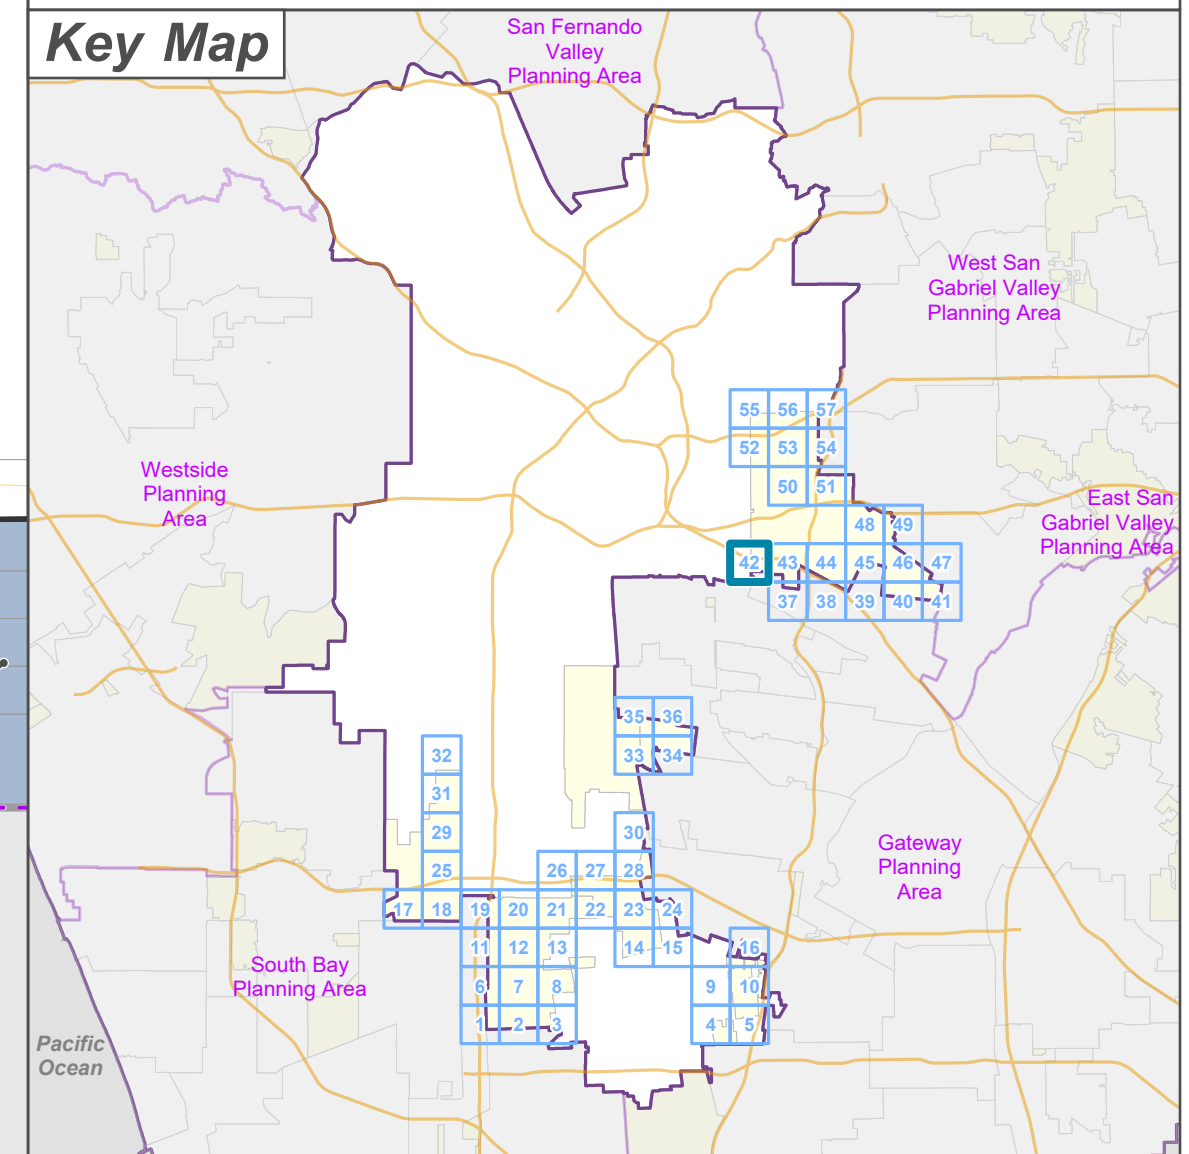 Key Map
San Fernando
Valley
Planning Area
West San
Gabriel Valley
Planning Area
55 56 57
52 53 54
Westside
Planning
Area
50 51
East San
Gabriel Valley
Planning Area
48 49
42 43 44 45 46 47
37 38 39 40 41
35 36
33 34
32
31
29
30
Gateway
Planning
Area
25
26 27 28
17 18 19 20 21 22 23 24
11 12 13
14 15
16
South Bay
Planning Area
6 7 8
9 10
1 2 3
4 5
Pacific
Ocean